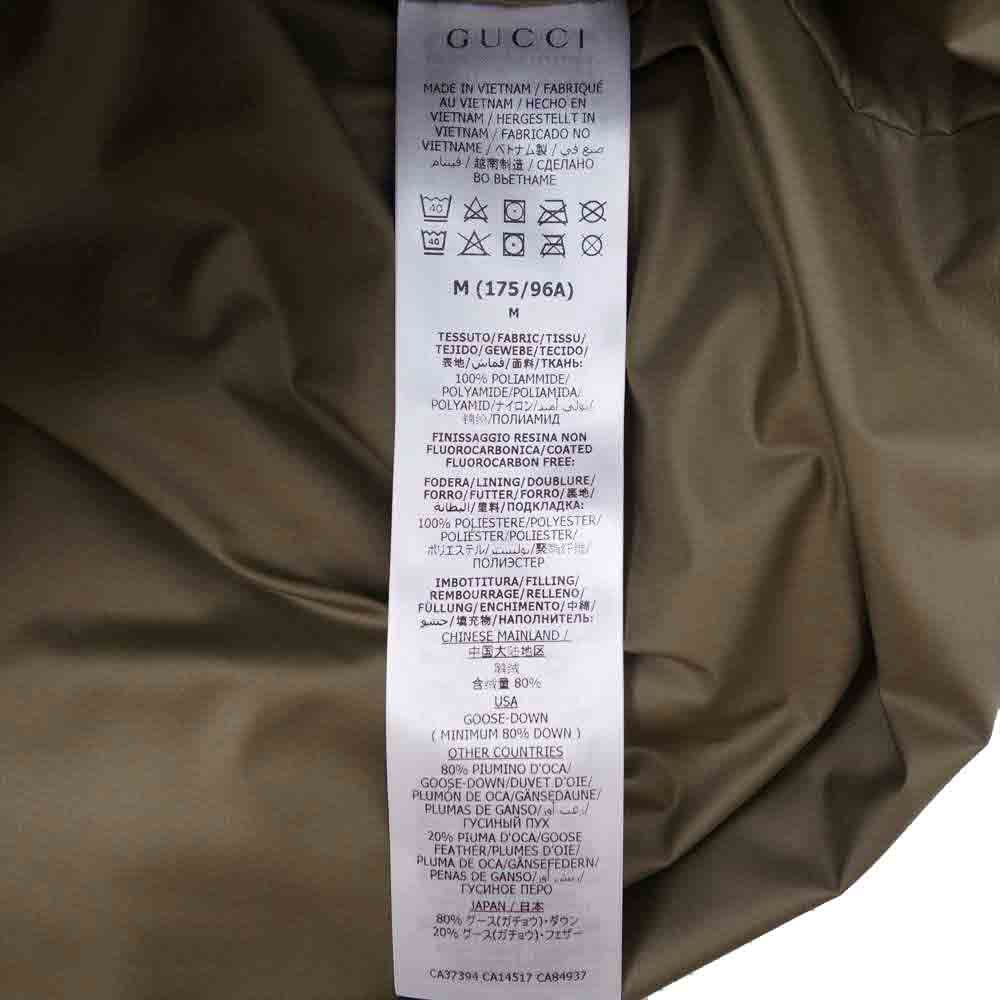 GUCCI
MADE IN VIETNAM / FABRIQUÉ
AU VIETNAM / HECHO EN
VIETNAM / HERGESTELLT IN
VIETNAM / FABRICADO NO
VIETNAME / ベトナム製 / صنع في
فيتنام / 越南制造 / СДЕЛАНО
ВО ВЬЕТНАМЕ
40
40
M (175/96A)
M
TESSUTO/FABRIC/TISSU/
TEJIDO/GEWEBE/TECIDO/
表地/قماش/面料/ТКАНЬ:
100% POLIAMMIDE/
POLYAMIDE/POLIAMIDA/
POLYAMID/ナイロン/بولي أميد/
锦纶/ПОЛИАМИД
FINISSAGGIO RESINA NON
FLUOROCARBONICA/COATED
FLUOROCARBON FREE:
FODERA/LINING/DOUBLURE/
FORRO/FUTTER/FORRO/裏地/
البطانة/里料/ПОДКЛАДКА:
100% POLIESTERE/POLYESTER/
POLIÉSTER/POLIESTER/
ポリエステル/بوليستر/聚酯纤维/
ПОЛИЭСТЕР
IMBOTTITURA/FILLING/
REMBOURRAGE/RELLENO/
FÜLLUNG/ENCHIMENTO/中綿/
حشو/填充物/НАПОЛНИТЕЛЬ:
CHINESE MAINLAND /
中国大陆地区
鹅绒
含绒量 80%
USA
GOOSE-DOWN
( MINIMUM 80% DOWN )
OTHER COUNTRIES
80% PIUMINO D'OCA/
GOOSE-DOWN/DUVET D'OIE/
PLUMÓN DE OCA/GÄNSEDAUNE/
PLUMAS DE GANSO/
ГУСИНЫЙ ПУХ
20% PIUMA D'OCA/GOOSE
FEATHER/PLUMES D'OIE/
PLUMA DE OCA/GÄNSEFEDERN/
PENAS DE GANSO/
ГУСИНОЕ ПЕРО
JAPAN / 日本
80% グース(ガチョウ)・ダウン
20% グース(ガチョウ)・フェザー
CA37394 CA14517 CA84937